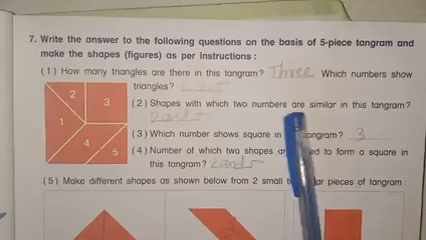 7. Write the answer to the following questions on the basis of 5-piece tangram and
make the shapes (figures) as per instructions :
(1) How many triangles are there in this tangram? Three Which numbers show
triangles?
(2) Shapes with which two numbers are similar in this tangram?
2 and 5
(3) Which number shows square in tangram? 3
(4) Number of which two shapes ed to form a square in
this tangram? 2 and 5
(5) Make different shapes as shown below from 2 small pieces of tangram :
2
3
1
4
5